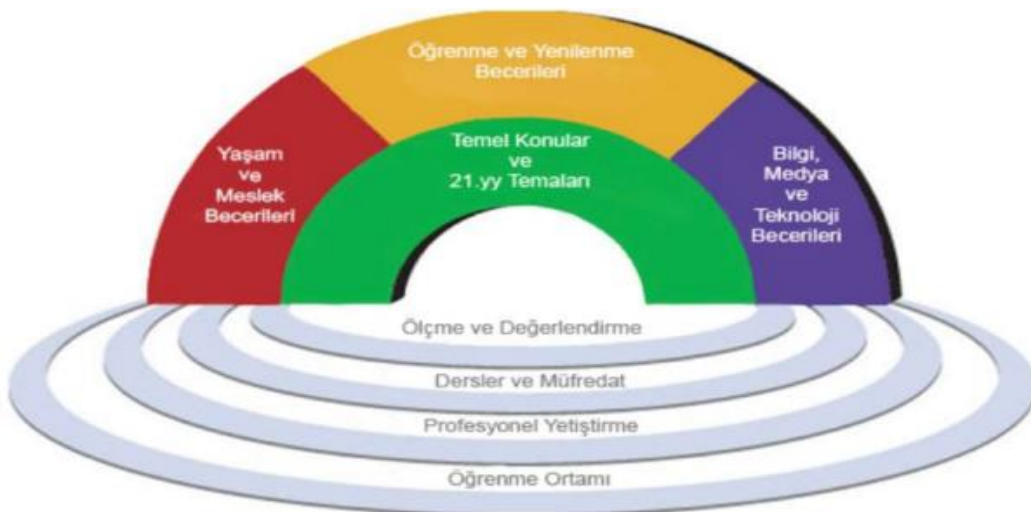 Öğrenme ve Yenilenme
Becerileri
Yaşam
ve
Meslek
Becerileri
Temel Konular
ve
21.yy Temaları
Bilgi,
Medya
ve
Teknoloji
Becerileri
Ölçme ve Değerlendirme
Dersler ve Müfredat
Profesyonel Yetiştirme
Öğrenme Ortamı